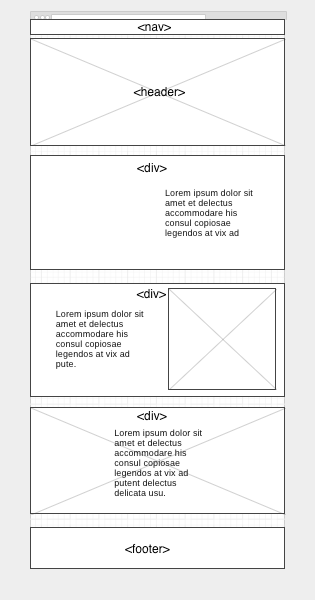 <nav>
<header>
<div>
Lorem ipsum dolor sit
amet et delectus
accommodare his
consul copiosae
legendos at vix ad
<div>
Lorem ipsum dolor sit
amet et delectus
accommodare his
consul copiosae
legendos at vix ad
pute.
<div>
Lorem ipsum dolor sit
amet et delectus
accommodare his
consul copiosae
legendos at vix ad
putent delectus
delicata usu.
<footer>